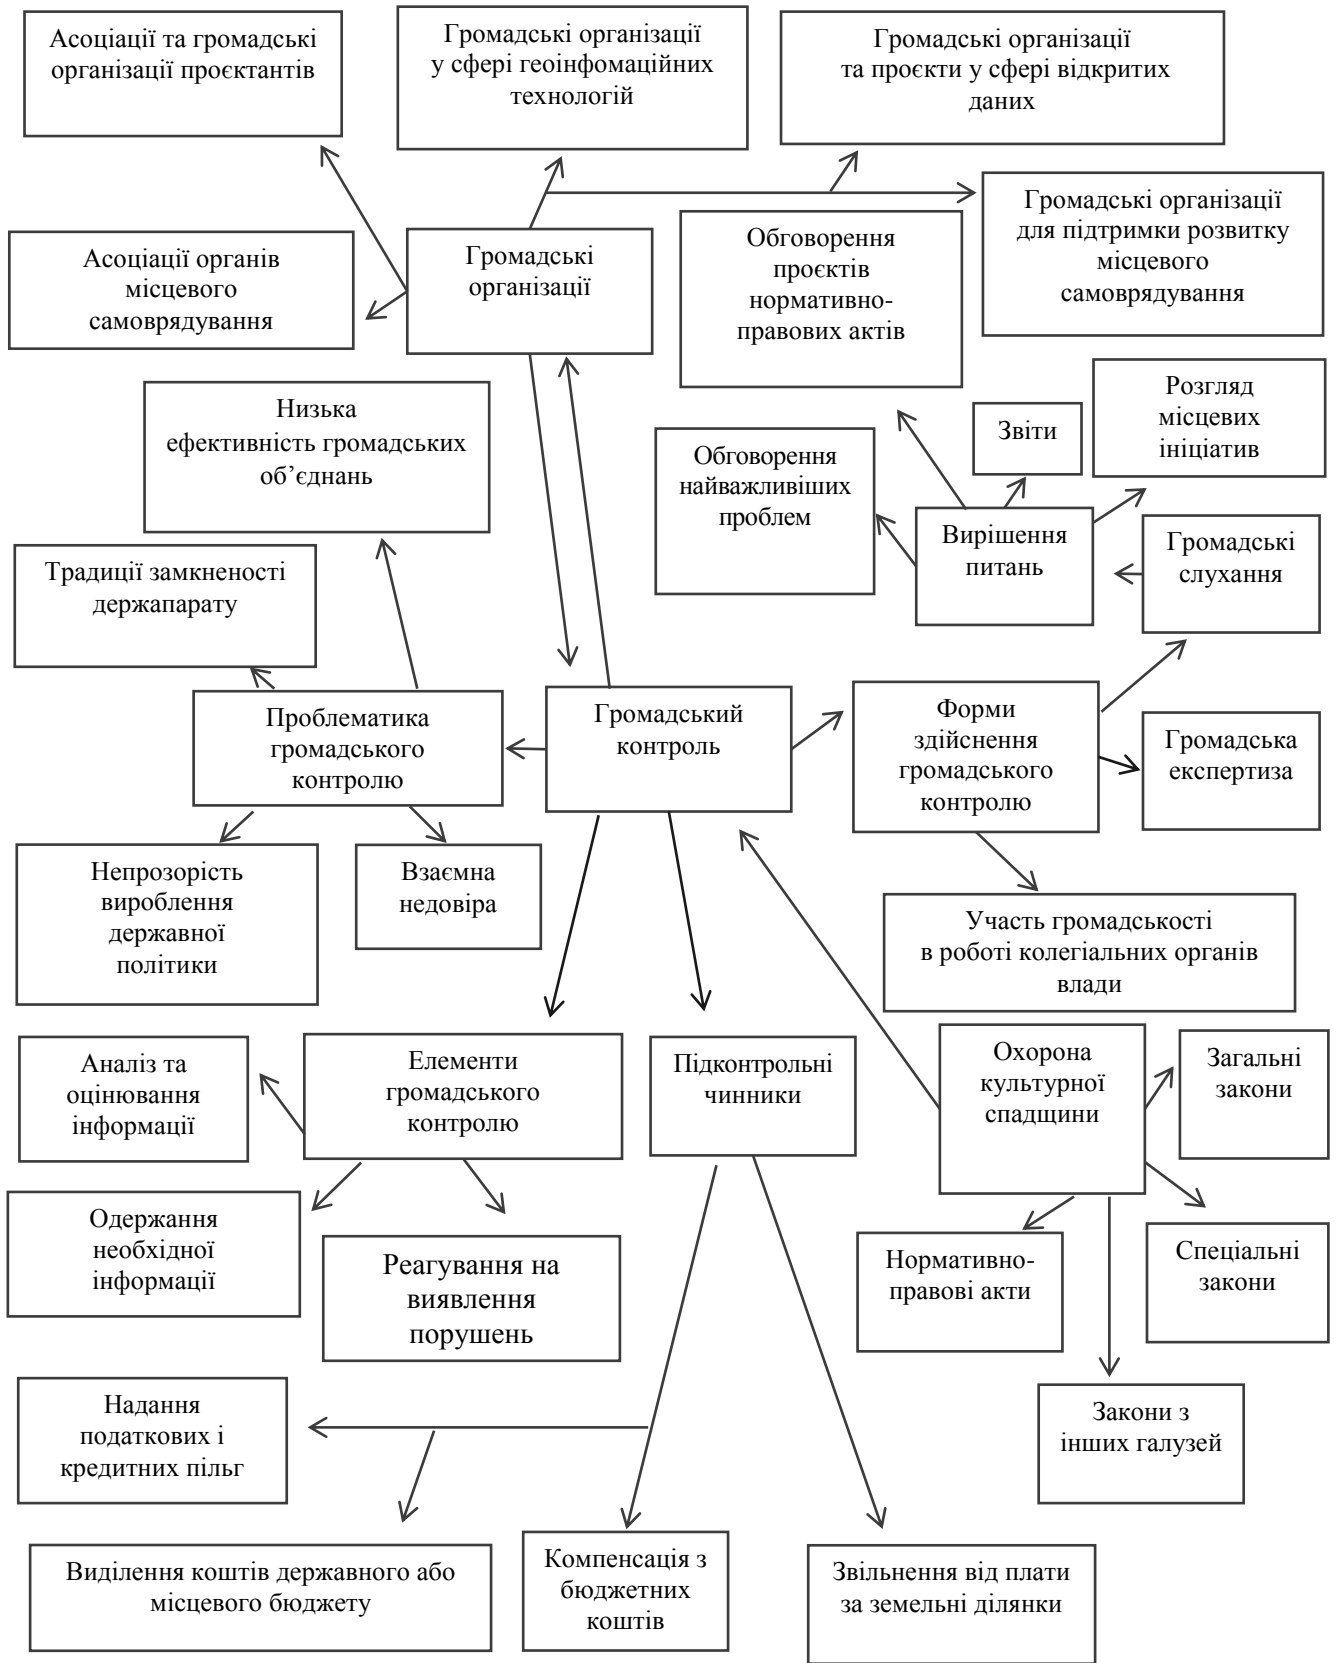 Асоціації та громадські
організації проєктантів
Громадські організації
у сфері геоінфомаційних
технологій
Громадські організації
та проєкти у сфері відкритих
даних
Громадські організації
для підтримки розвитку
місцевого
самоврядування
Асоціації органів
місцевого
самоврядування
Громадські
організації
Обговорення
проєктів
нормативно-
правових актів
Низька
ефективність громадських
об’єднань
Обговорення
найважливіших
проблем
Звіти
Розгляд
місцевих
ініціатив
Вирішення
питань
Громадські
слухання
Традиції замкненості
держапарату
Проблематика
громадського
контролю
Громадський
контроль
Форми
здійснення
громадського
контролю
Громадська
експертиза
Непрозорість
вироблення
державної
політики
Взаємна
недовіра
Участь громадськості
в роботі колегіальних органів
влади
Аналіз та
оцінювання
інформації
Елементи
громадського
контролю
Підконтрольні
чинники
Охорона
культурної
спадщини
Загальні
закони
Одержання
необхідної
інформації
Реагування на
виявлення
порушень
Нормативно-
правові акти
Спеціальні
закони
Надання
податкових і
кредитних пільг
Закони з
інших галузей
Виділення коштів державного або
місцевого бюджету
Компенсація з
бюджетних
коштів
Звільнення від плати
за земельні ділянки